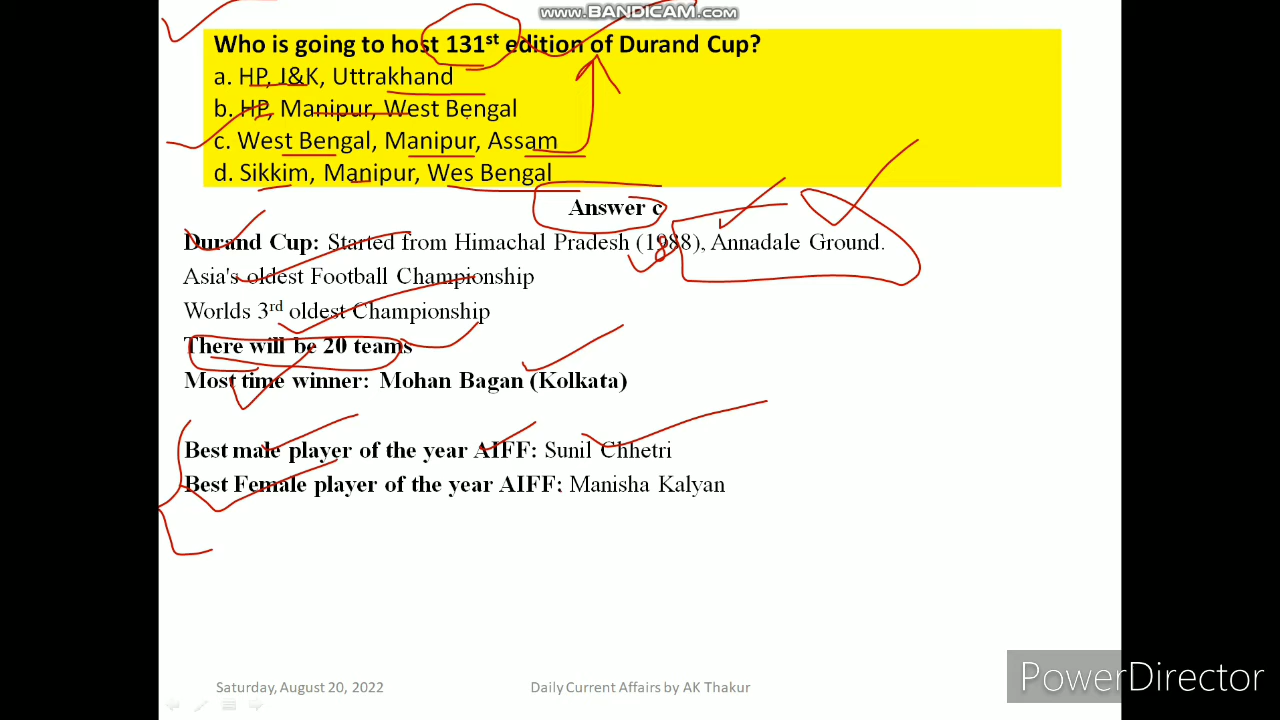 www.BANDICAM.com
Who is going to host 131st edition of Durand Cup?
a. HP, J&K, Uttrakhand
b. HP, Manipur, West Bengal
c. West Bengal, Manipur, Assam
d. Sikkim, Manipur, Wes Bengal
Answer c
Durand Cup: Started from Himachal Pradesh (1988), Annadale Ground.
8
Asia's oldest Football Championship
Worlds 3rd oldest Championship
There will be 20 teams
Most time winner: Mohan Bagan (Kolkata)
Best male player of the year AIFF: Sunil Chhetri
Best Female player of the year AIFF: Manisha Kalyan
Saturday, August 20, 2022
Daily Current Affairs by AK Thakur
PowerDirector